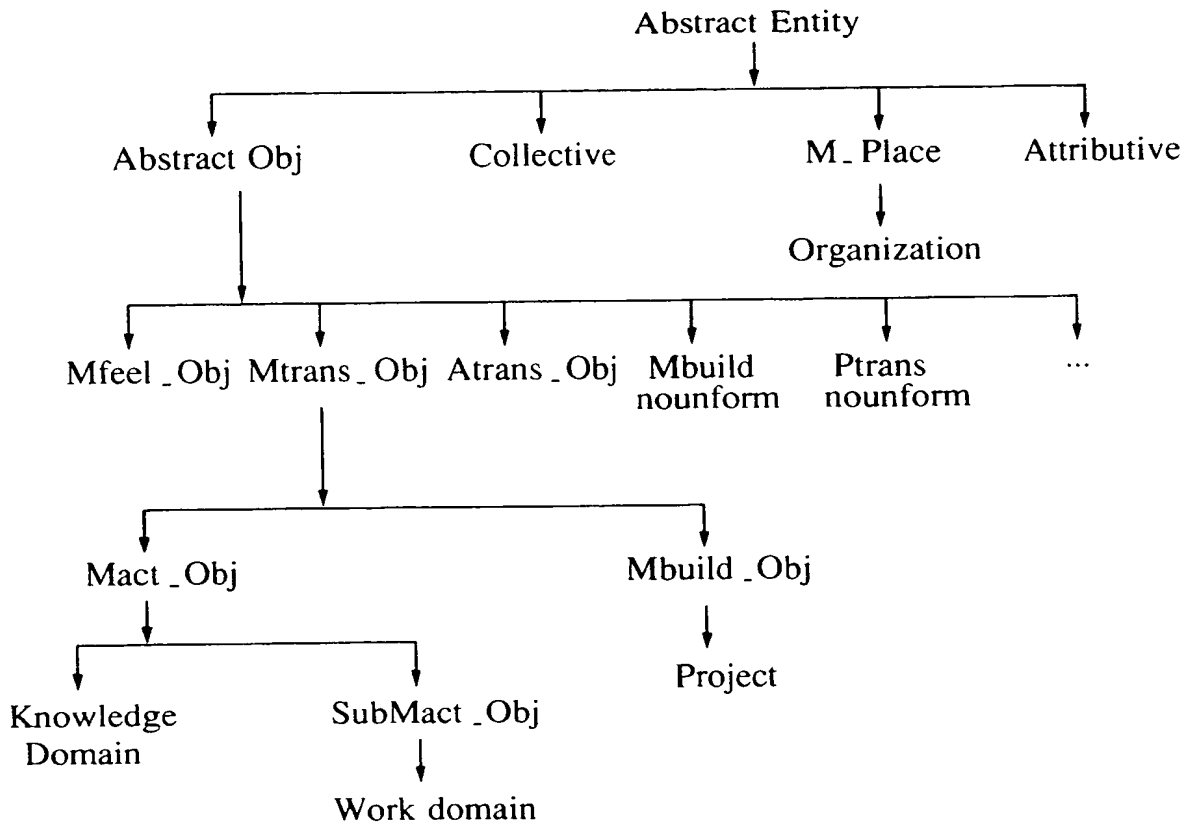 Abstract Entity
Abstract Obj Collective M_Place Attributive
Organization
Mfeel_Obj Mtrans_Obj Atrans_Obj Mbuild Ptrans ...
nounform nounform
Mact_Obj Mbuild_Obj
Project
Knowledge SubMact_Obj
Domain
Work domain